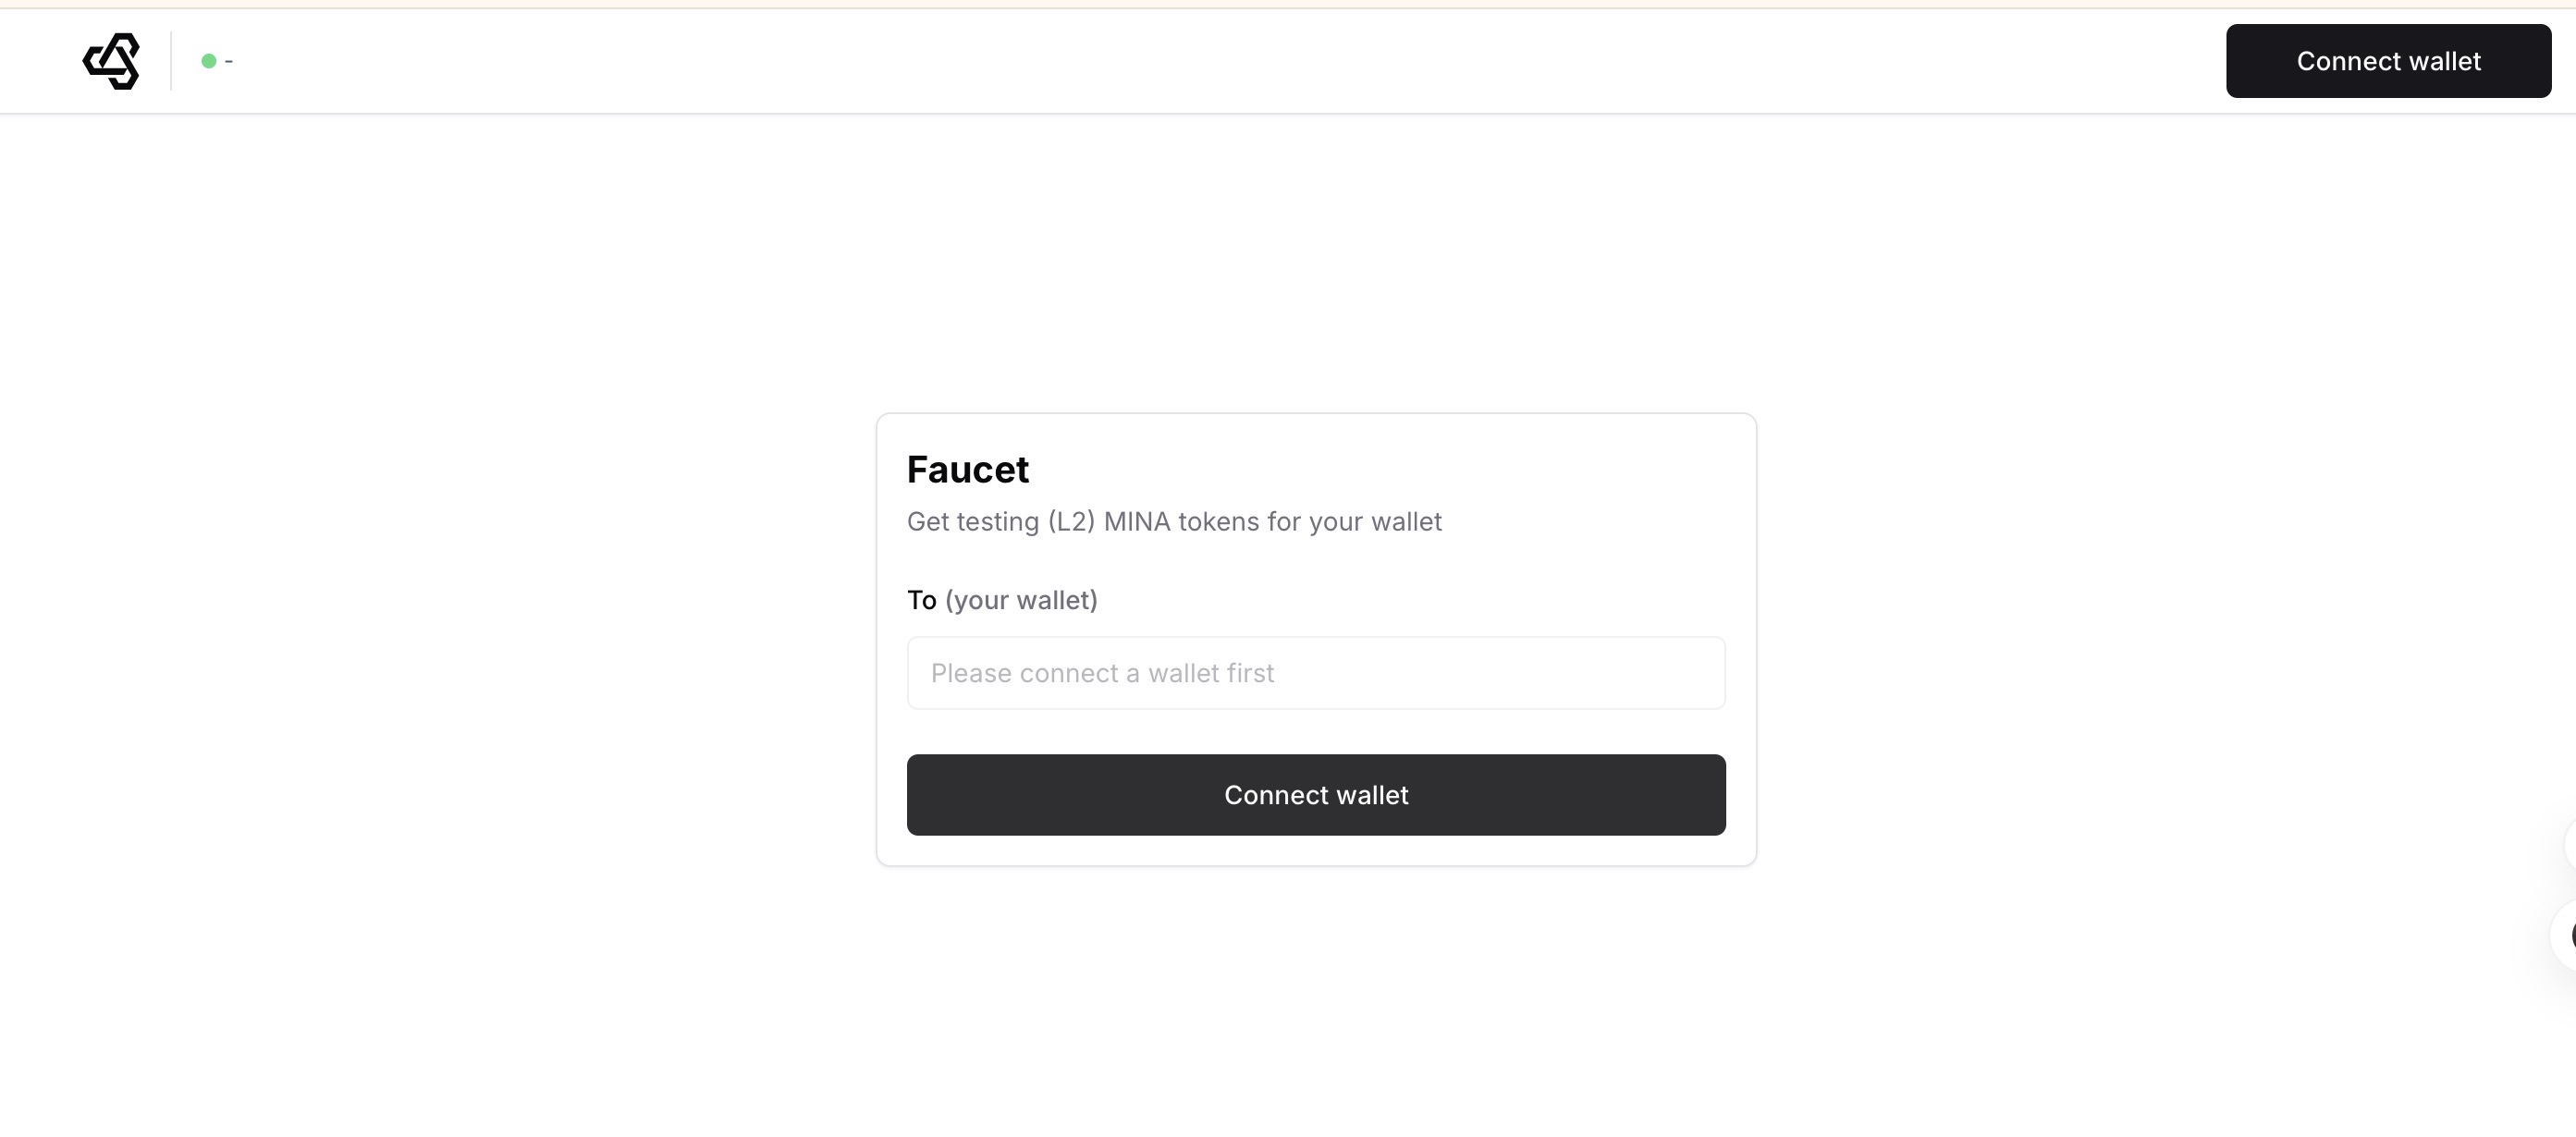 -
Connect wallet
Faucet
Get testing (L2) MINA tokens for your wallet
To (your wallet)
Please connect a wallet first
Connect wallet